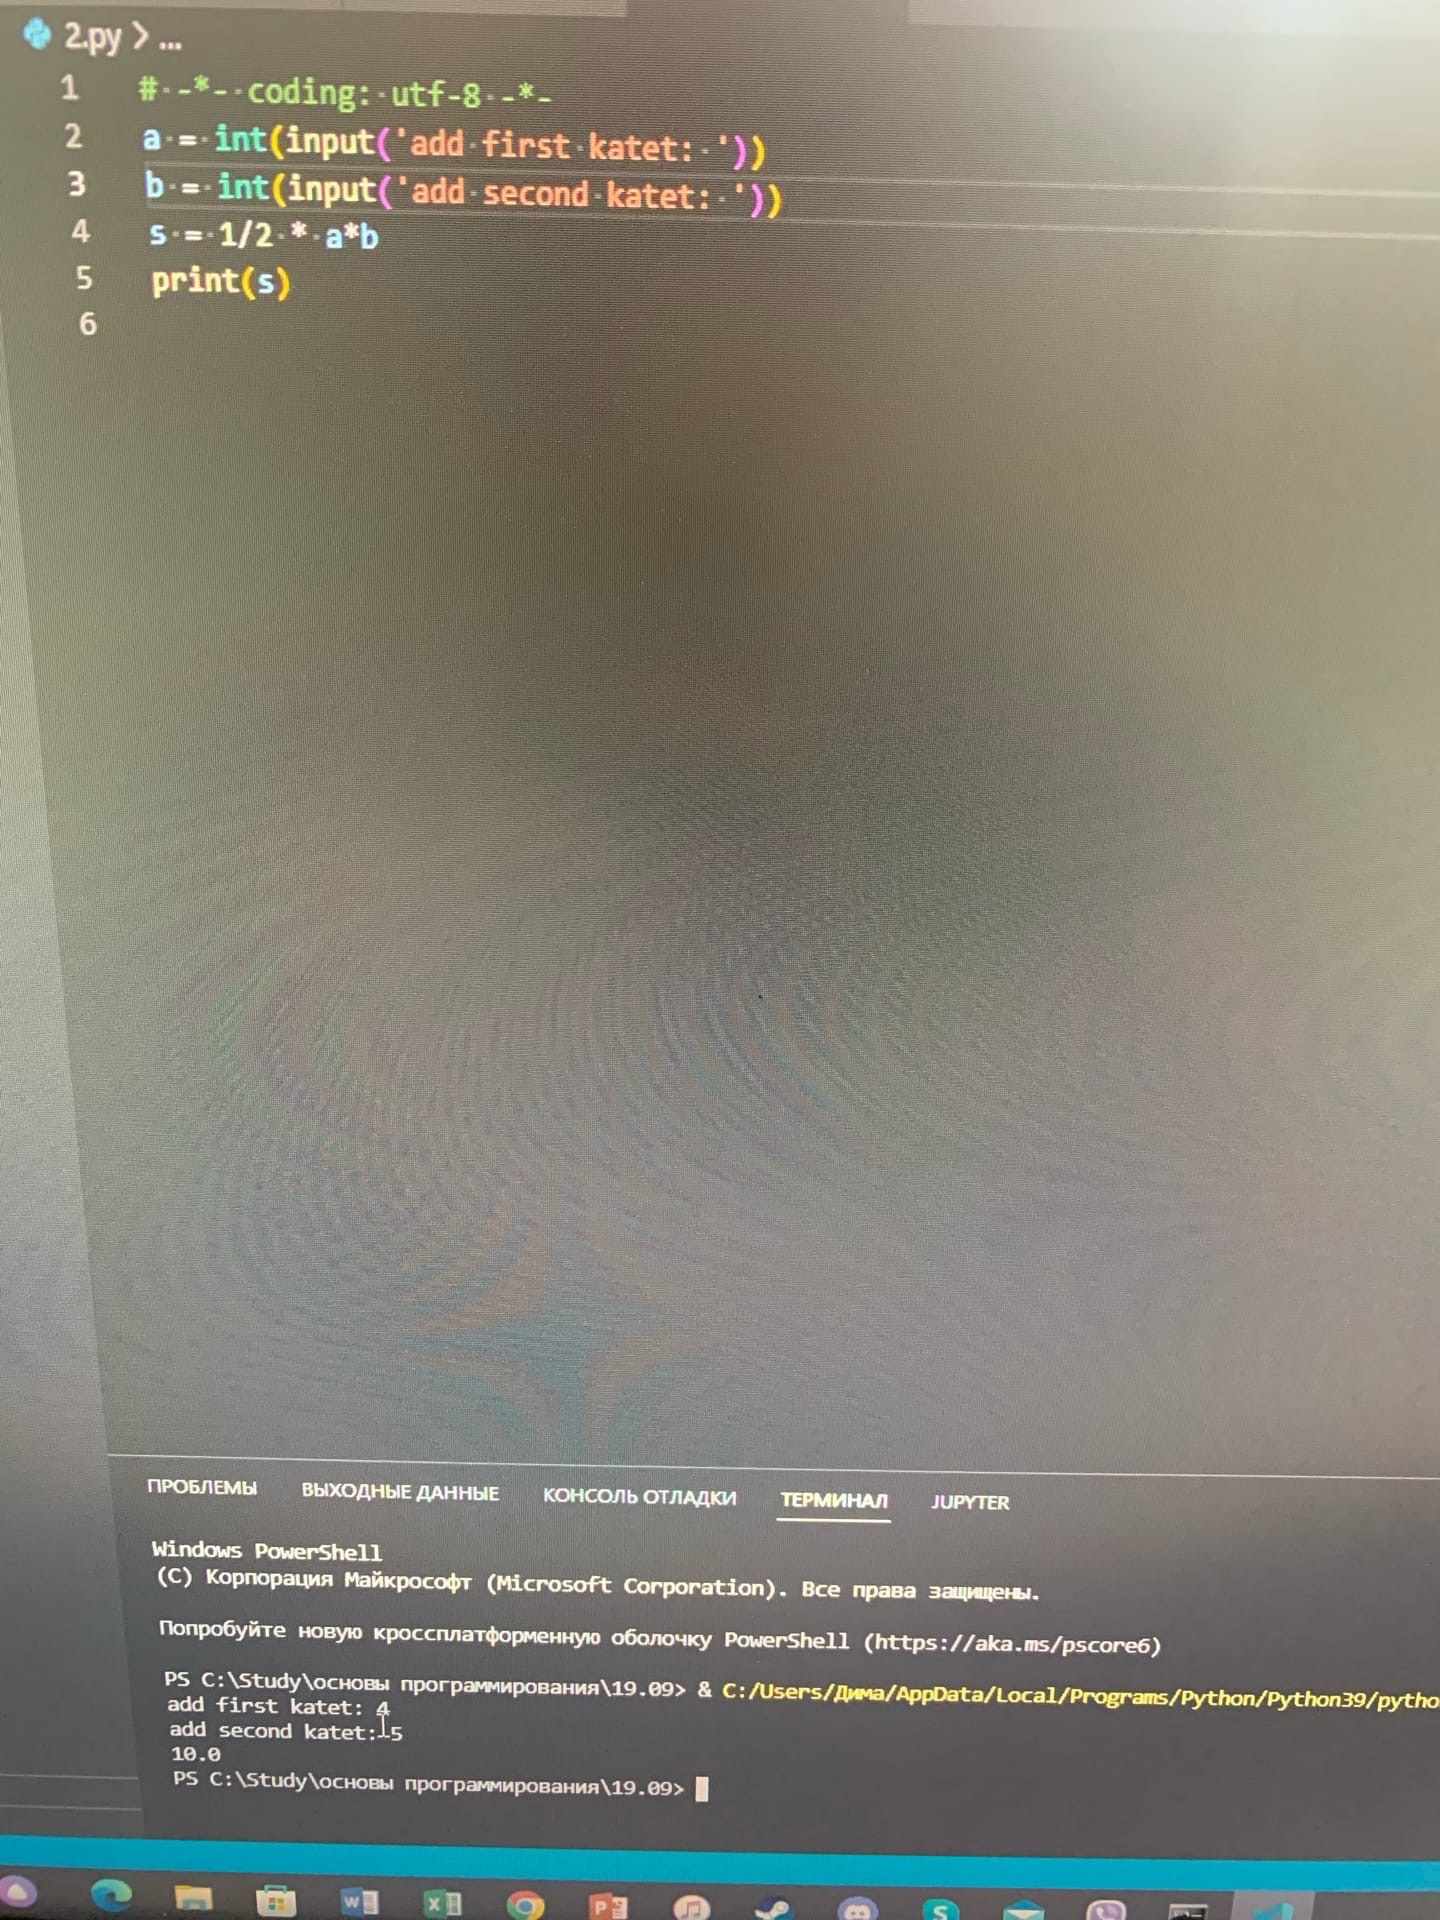 2.py > ...
1 # -*- coding: utf-8 -*-
2 a = int(input('add first katet: '))
3 b = int(input('add second katet: '))
4 s = 1/2 * a*b
5 print(s)
6
ПРОБЛЕМЫ ВЫХОДНЫЕ ДАННЫЕ КОНСОЛЬ ОТЛАДКИ ТЕРМИНАЛ JUPYTER
Windows PowerShell
(C) Корпорация Майкрософт (Microsoft Corporation). Все права защищены.
Попробуйте новую кроссплатформенную оболочку PowerShell (https://aka.ms/pscore6)
PS C:\Study\основы программирования\19.09> & C:/Users/Дима/AppData/Local/Programs/Python/Python39/pytho
add first katet: 4
add second katet: 5
10.0
PS C:\Study\основы программирования\19.09>